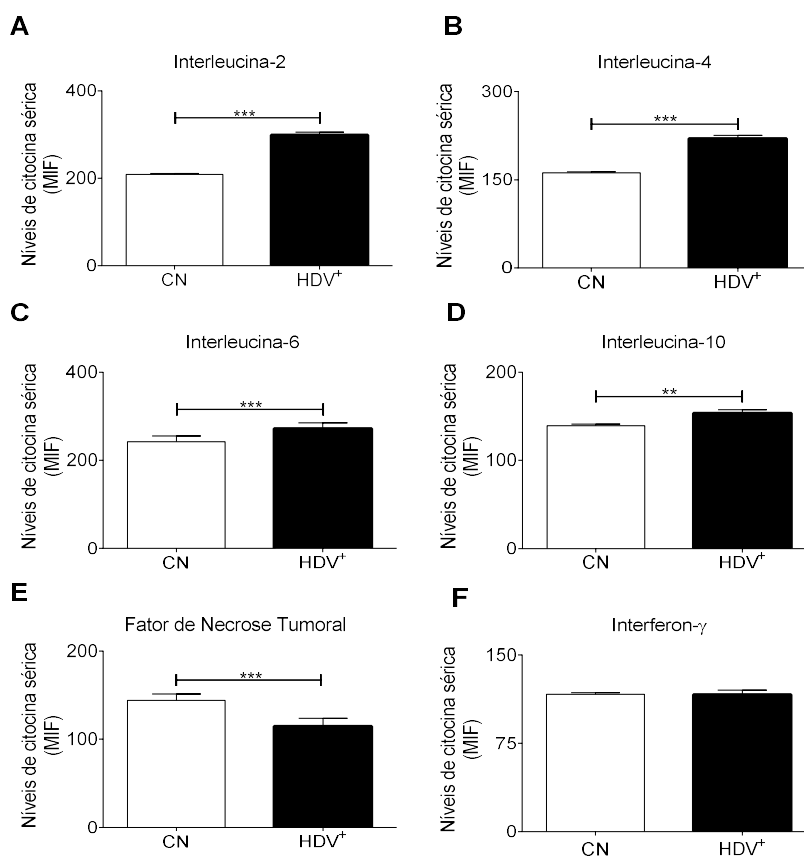 A
Interleucina-2
Níveis de citocina sérica
(MIF)
400
200
0
***
CN
HDV⁺
B
Interleucina-4
Níveis de citocina sérica
(MIF)
300
150
0
***
CN
HDV⁺
C
Interleucina-6
Níveis de citocina sérica
(MIF)
400
200
0
***
CN
HDV⁺
D
Interleucina-10
Níveis de citocina sérica
(MIF)
200
100
0
**
CN
HDV⁺
E
Fator de Necrose Tumoral
Níveis de citocina sérica
(MIF)
200
100
0
***
CN
HDV⁺
F
Interferon-γ
Níveis de citocina sérica
(MIF)
150
75
0
CN
HDV⁺